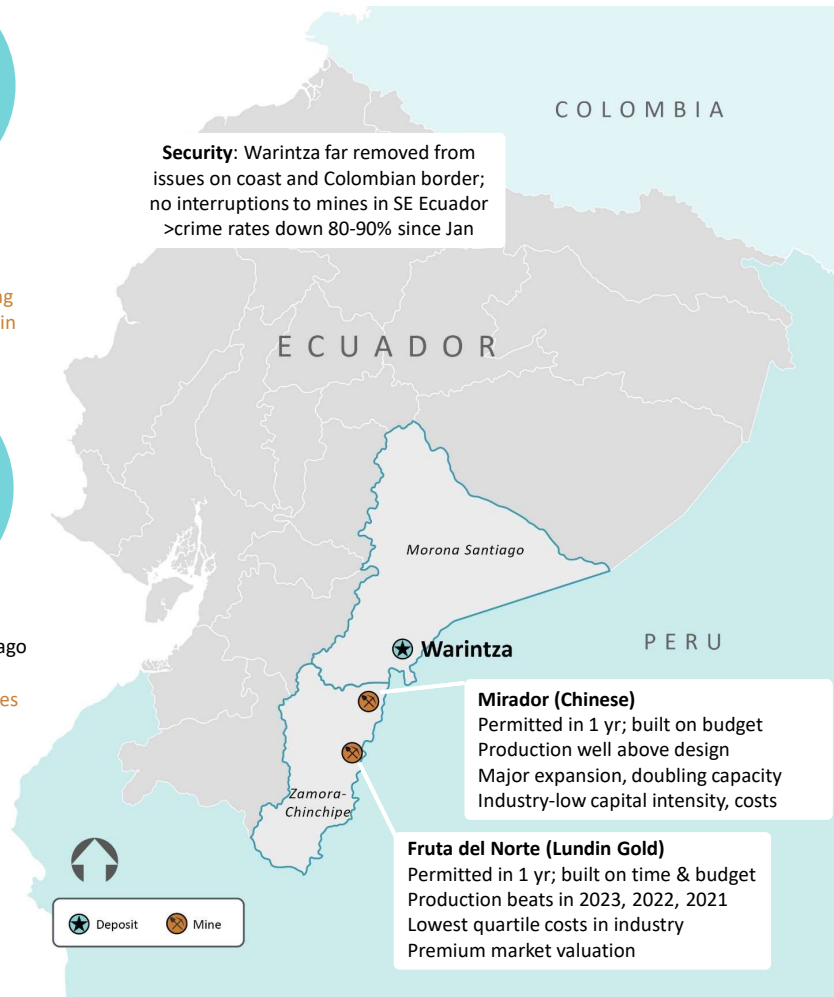 COLOMBIA
Security: Warintza far removed from
issues on coast and Colombian border;
no interruptions to mines in SE Ecuador
>crime rates down 80-90% since Jan
ng
in
ECUADOR
Morona Santiago
ago
Warintza
PERU
es
Mirador (Chinese)
Permitted in 1 yr; built on budget
Production well above design
Major expansion, doubling capacity
Industry-low capital intensity, costs
Zamora-
Chinchipe
Fruta del Norte (Lundin Gold)
Permitted in 1 yr; built on time & budget
Production beats in 2023, 2022, 2021
Lowest quartile costs in industry
Premium market valuation
Deposit
Mine